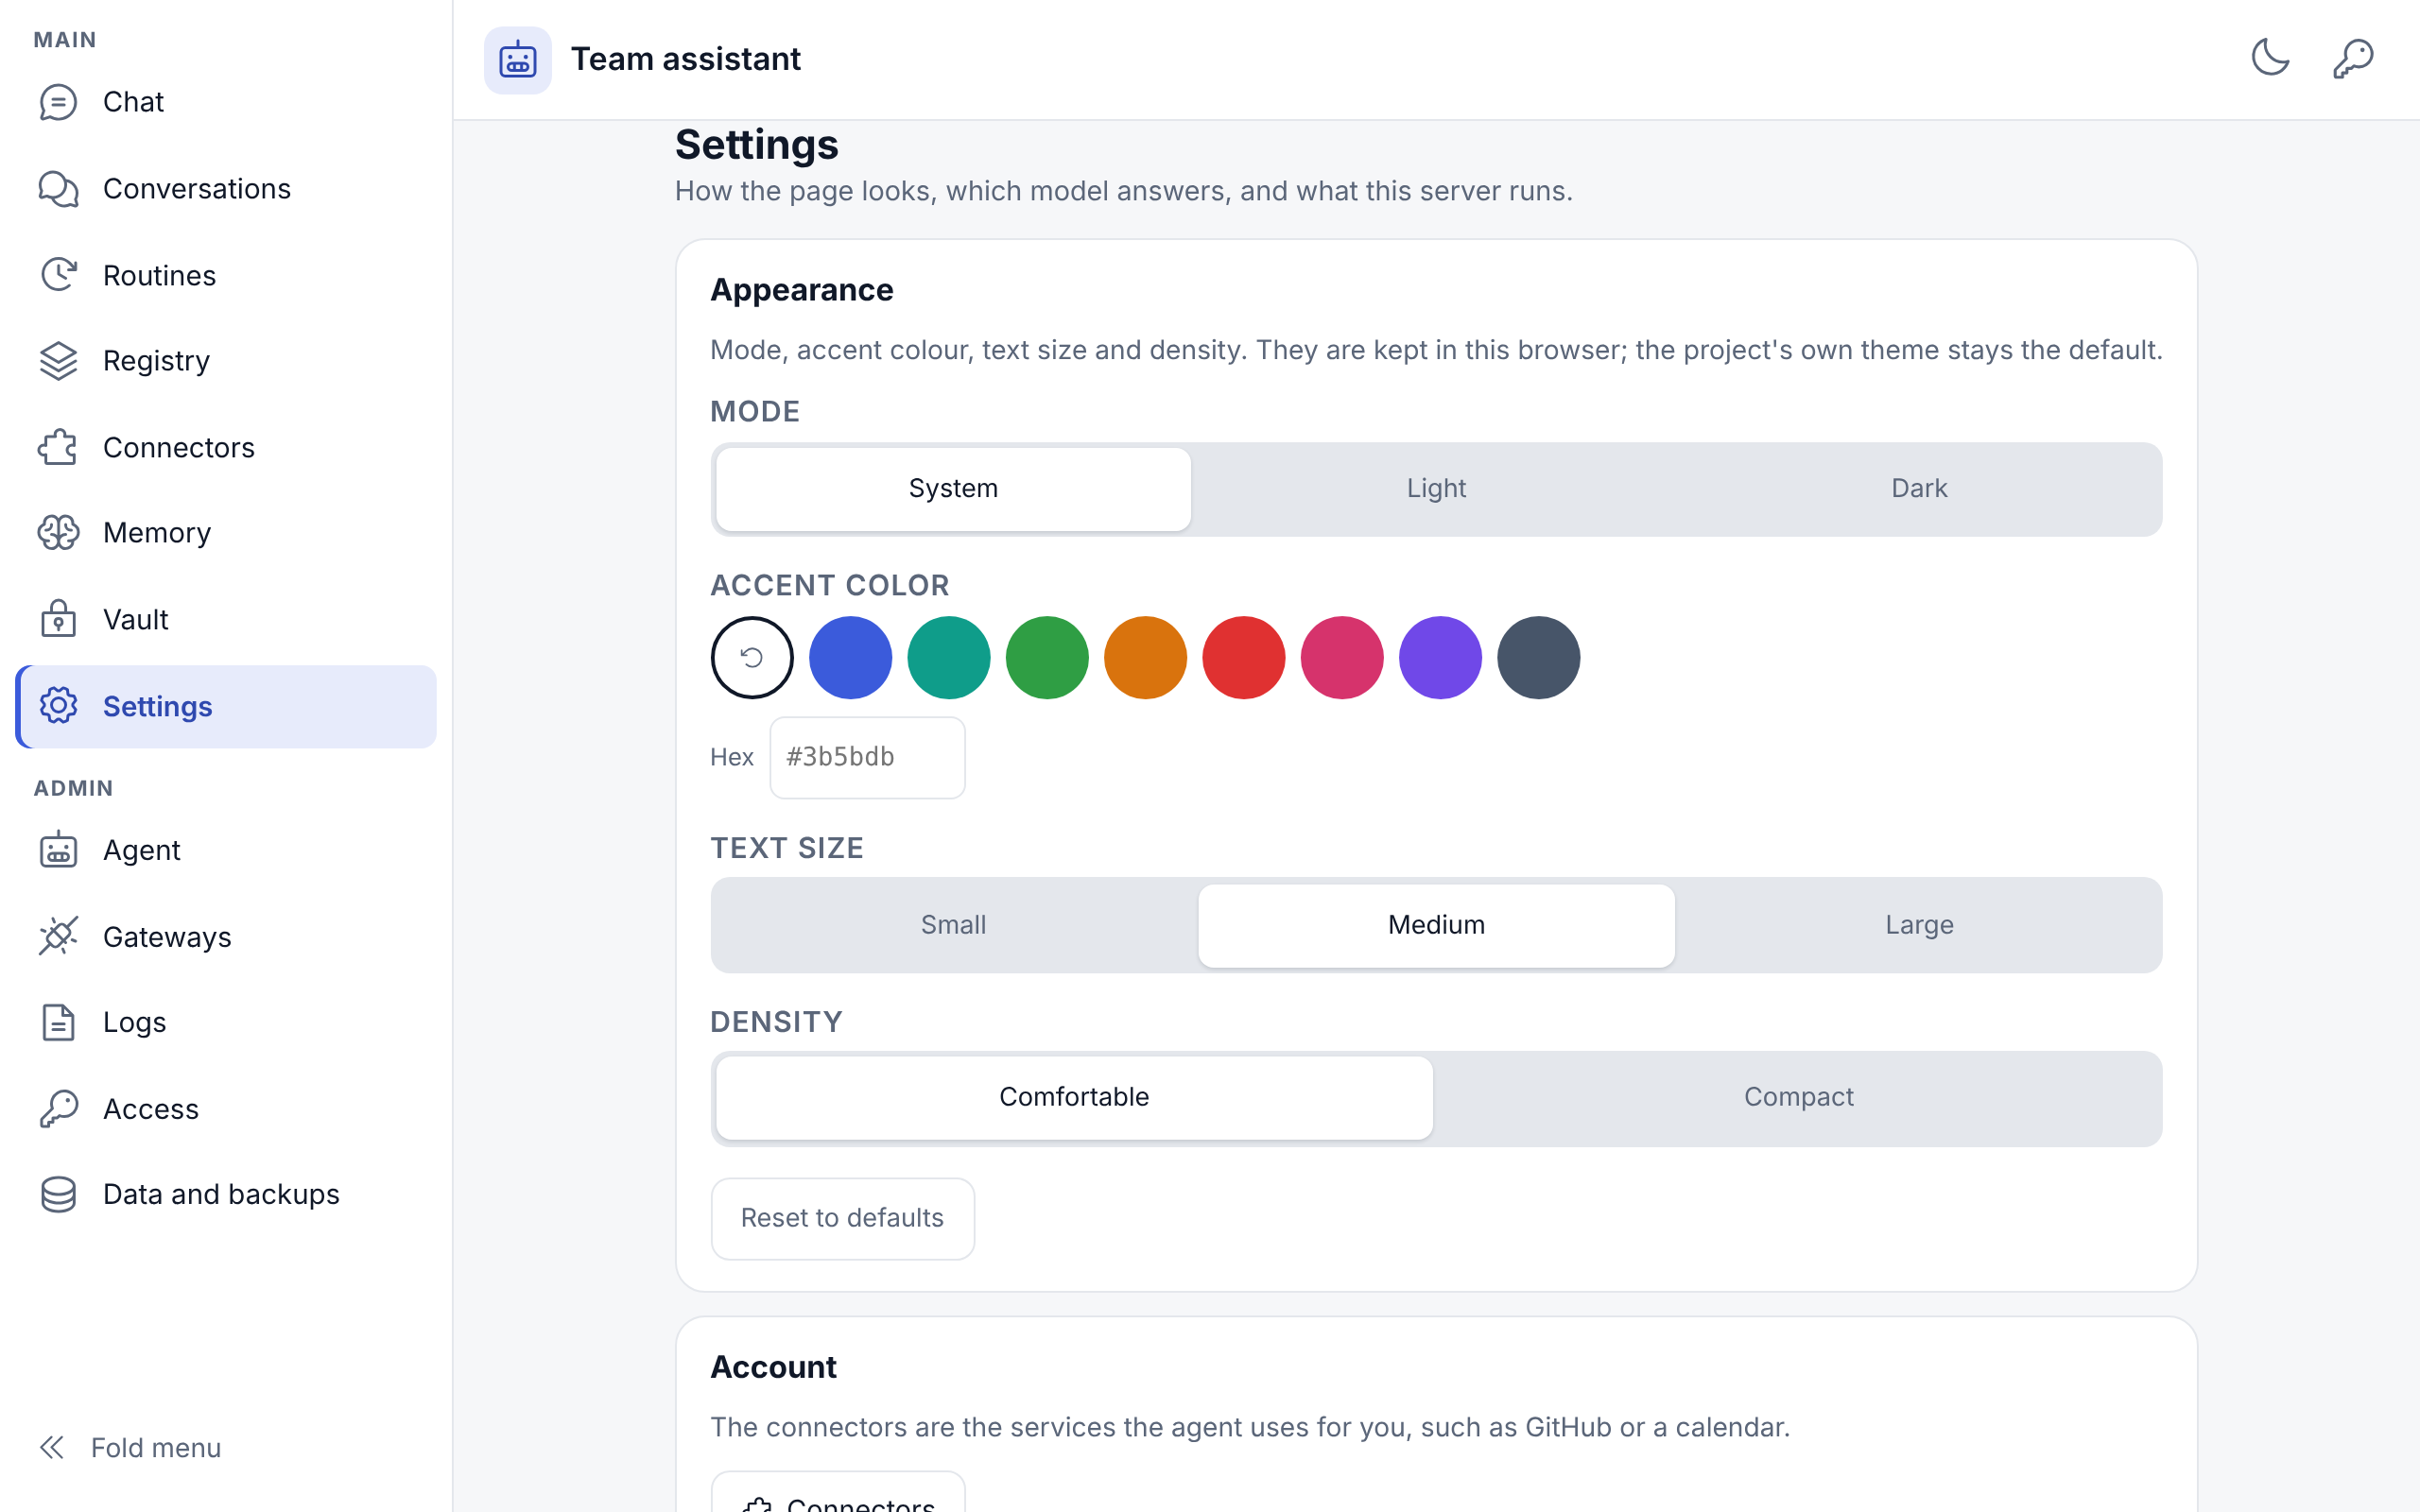 MAIN
Chat
Conversations
Routines
Registry
Connectors
Memory
Vault
Settings
ADMIN
Agent
Gateways
Logs
Access
Data and backups
Fold menu
Team assistant
Settings
How the page looks, which model answers, and what this server runs.
Appearance
Mode, accent colour, text size and density. They are kept in this browser; the project's own theme stays the default.
MODE
System Light Dark
ACCENT COLOR
Hex #3b5bdb
TEXT SIZE
Small Medium Large
DENSITY
Comfortable Compact
Reset to defaults
Account
The connectors are the services the agent uses for you, such as GitHub or a calendar.
Connectors